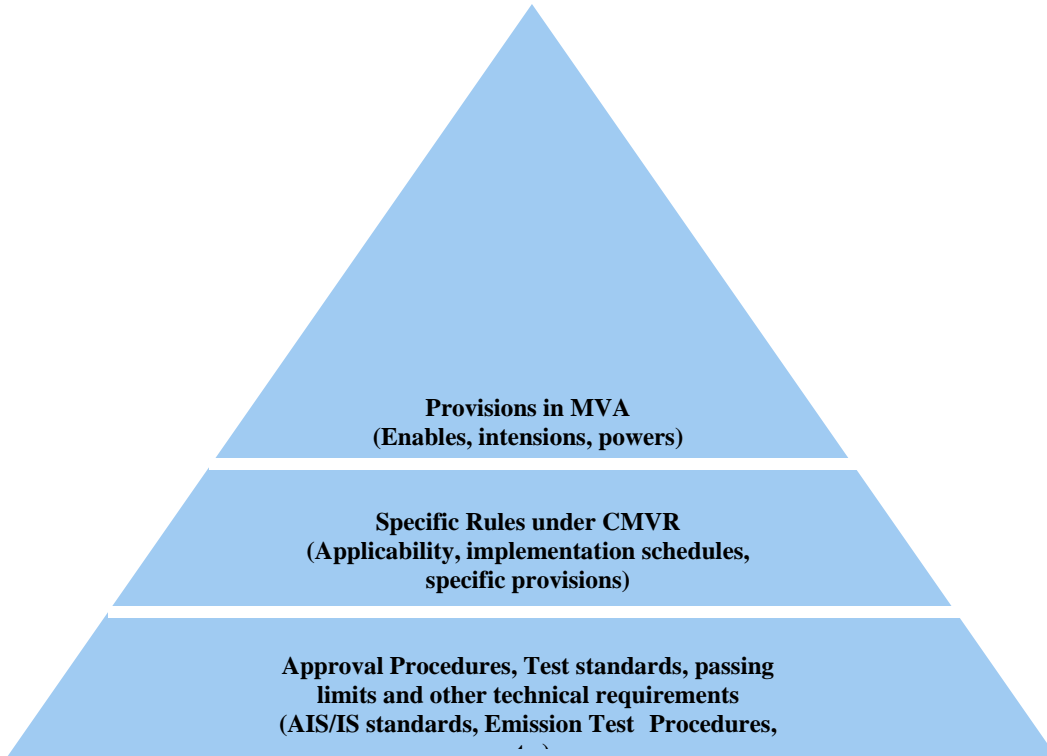 Provisions in MVA
(Enables, intensions, powers)
Specific Rules under CMVR
(Applicability, implementation schedules,
specific provisions)
Approval Procedures, Test standards, passing
limits and other technical requirements
(AIS/IS standards, Emission Test Procedures,